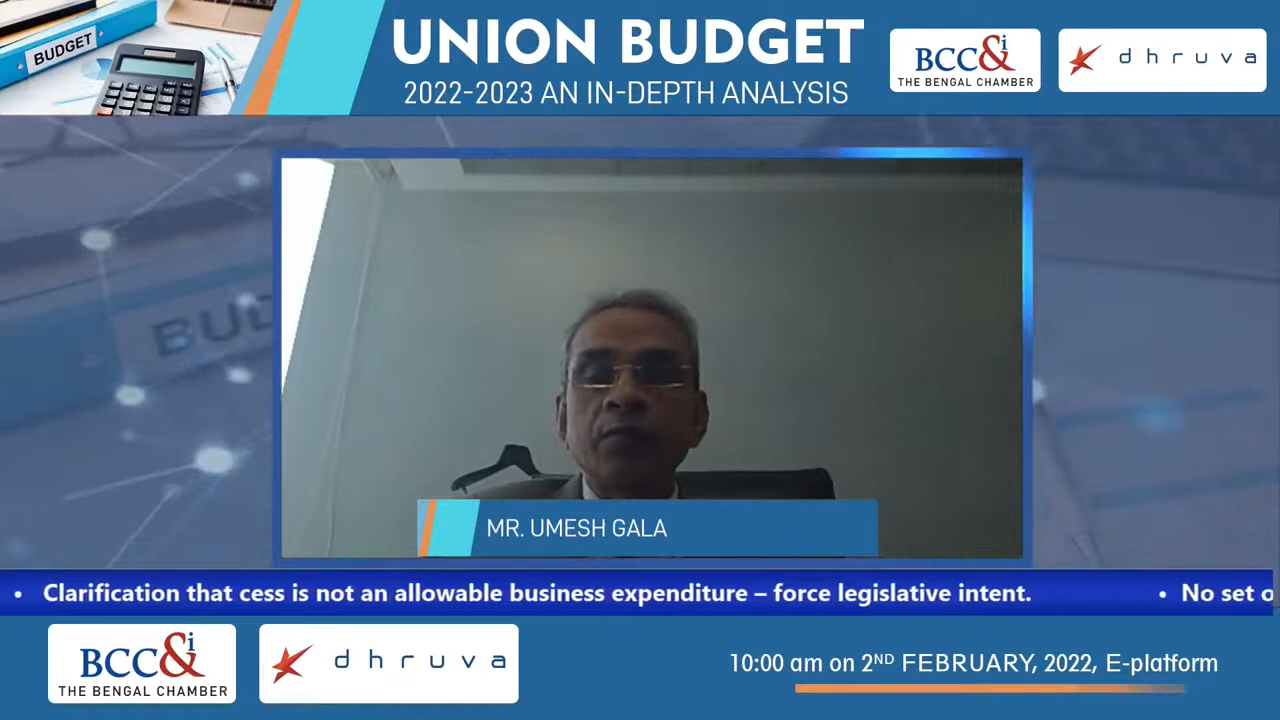 BUDGET
UNION BUDGET
2022-2023 AN IN-DEPTH ANALYSIS
BCC&i
THE BENGAL CHAMBER
dhruva
BUD
MR. UMESH GALA
• Clarification that cess is not an allowable business expenditure – force legislative intent. • No set o
BCC&i
THE BENGAL CHAMBER
dhruva
10:00 am on 2ND FEBRUARY, 2022, E-platform